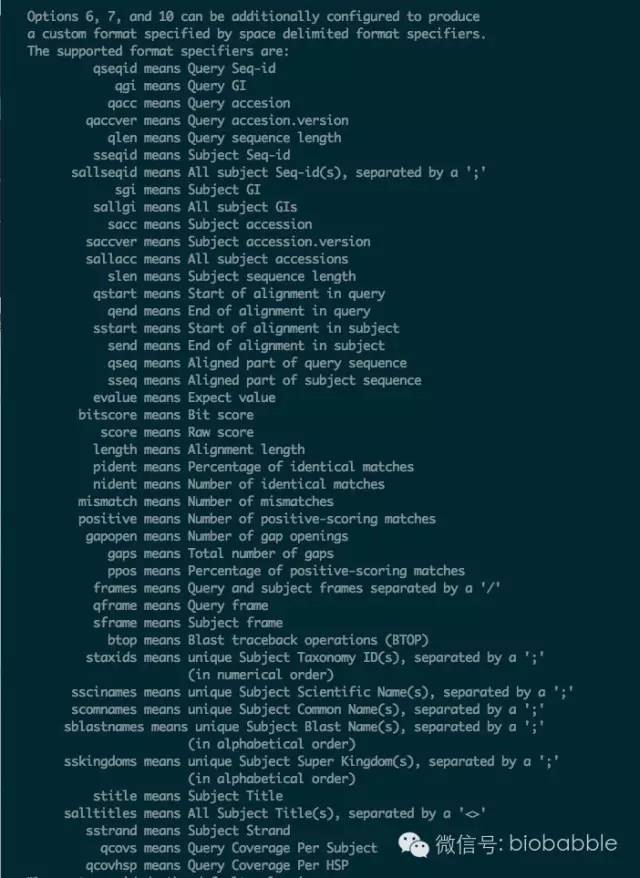 Options 6, 7, and 10 can be additionally configured to produce
a custom format specified by space delimited format specifiers.
The supported format specifiers are:
qseqid means Query Seq-id
qgi means Query GI
qacc means Query accesion
qaccver means Query accesion.version
qlen means Query sequence length
sseqid means Subject Seq-id
sallseqid means All subject Seq-id(s), separated by a ';'
sgi means Subject GI
sallgi means All subject GIs
sacc means Subject accession
saccver means Subject accession.version
sallacc means All subject accessions
slen means Subject sequence length
qstart means Start of alignment in query
qend means End of alignment in query
sstart means Start of alignment in subject
send means End of alignment in subject
qseq means Aligned part of query sequence
sseq means Aligned part of subject sequence
evalue means Expect value
bitscore means Bit score
score means Raw score
length means Alignment length
pident means Percentage of identical matches
nident means Number of identical matches
mismatch means Number of mismatches
positive means Number of positive-scoring matches
gapopen means Number of gap openings
gaps means Total number of gaps
ppos means Percentage of positive-scoring matches
frames means Query and subject frames separated by a '/'
qframe means Query frame
sframe means Subject frame
btop means Blast traceback operations (BTOP)
staxids means unique Subject Taxonomy ID(s), separated by a ';'
(in numerical order)
sscinames means unique Subject Scientific Name(s), separated by a ';'
scomnames means unique Subject Common Name(s), separated by a ';'
sblastnames means unique Subject Blast Name(s), separated by a ';'
(in alphabetical order)
sskingdoms means unique Subject Super Kingdom(s), separated by a ';'
(in alphabetical order)
stitle means Subject Title
salltitles means All Subject Title(s), separated by a '<>'
sstrand means Subject Strand
qcovs means Query Coverage Per Subject
qcovhsp means Query Coverage Per HSP
微信号: biobabble